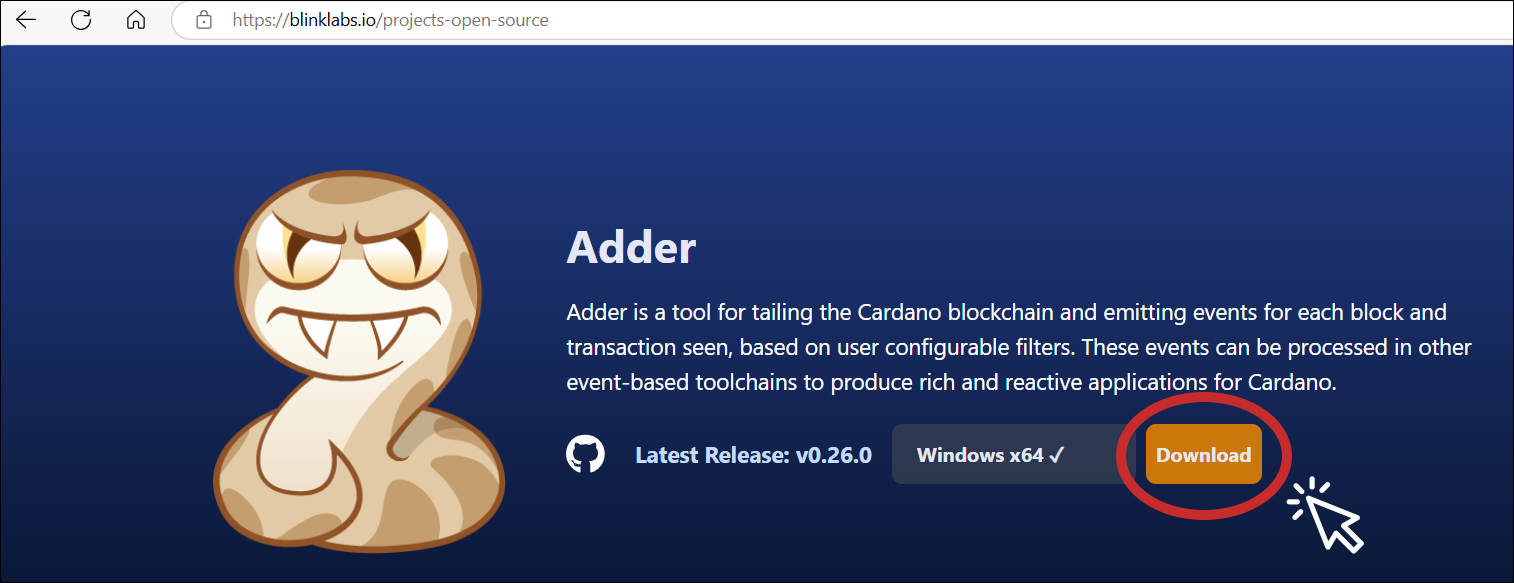 https://blinklabs.io/projects-open-source
Adder
Adder is a tool for tailing the Cardano blockchain and emitting events for each block and
transaction seen, based on user configurable filters. These events can be processed in other
event-based toolchains to produce rich and reactive applications for Cardano.
Latest Release: v0.26.0 Windows x64 ✓ Download